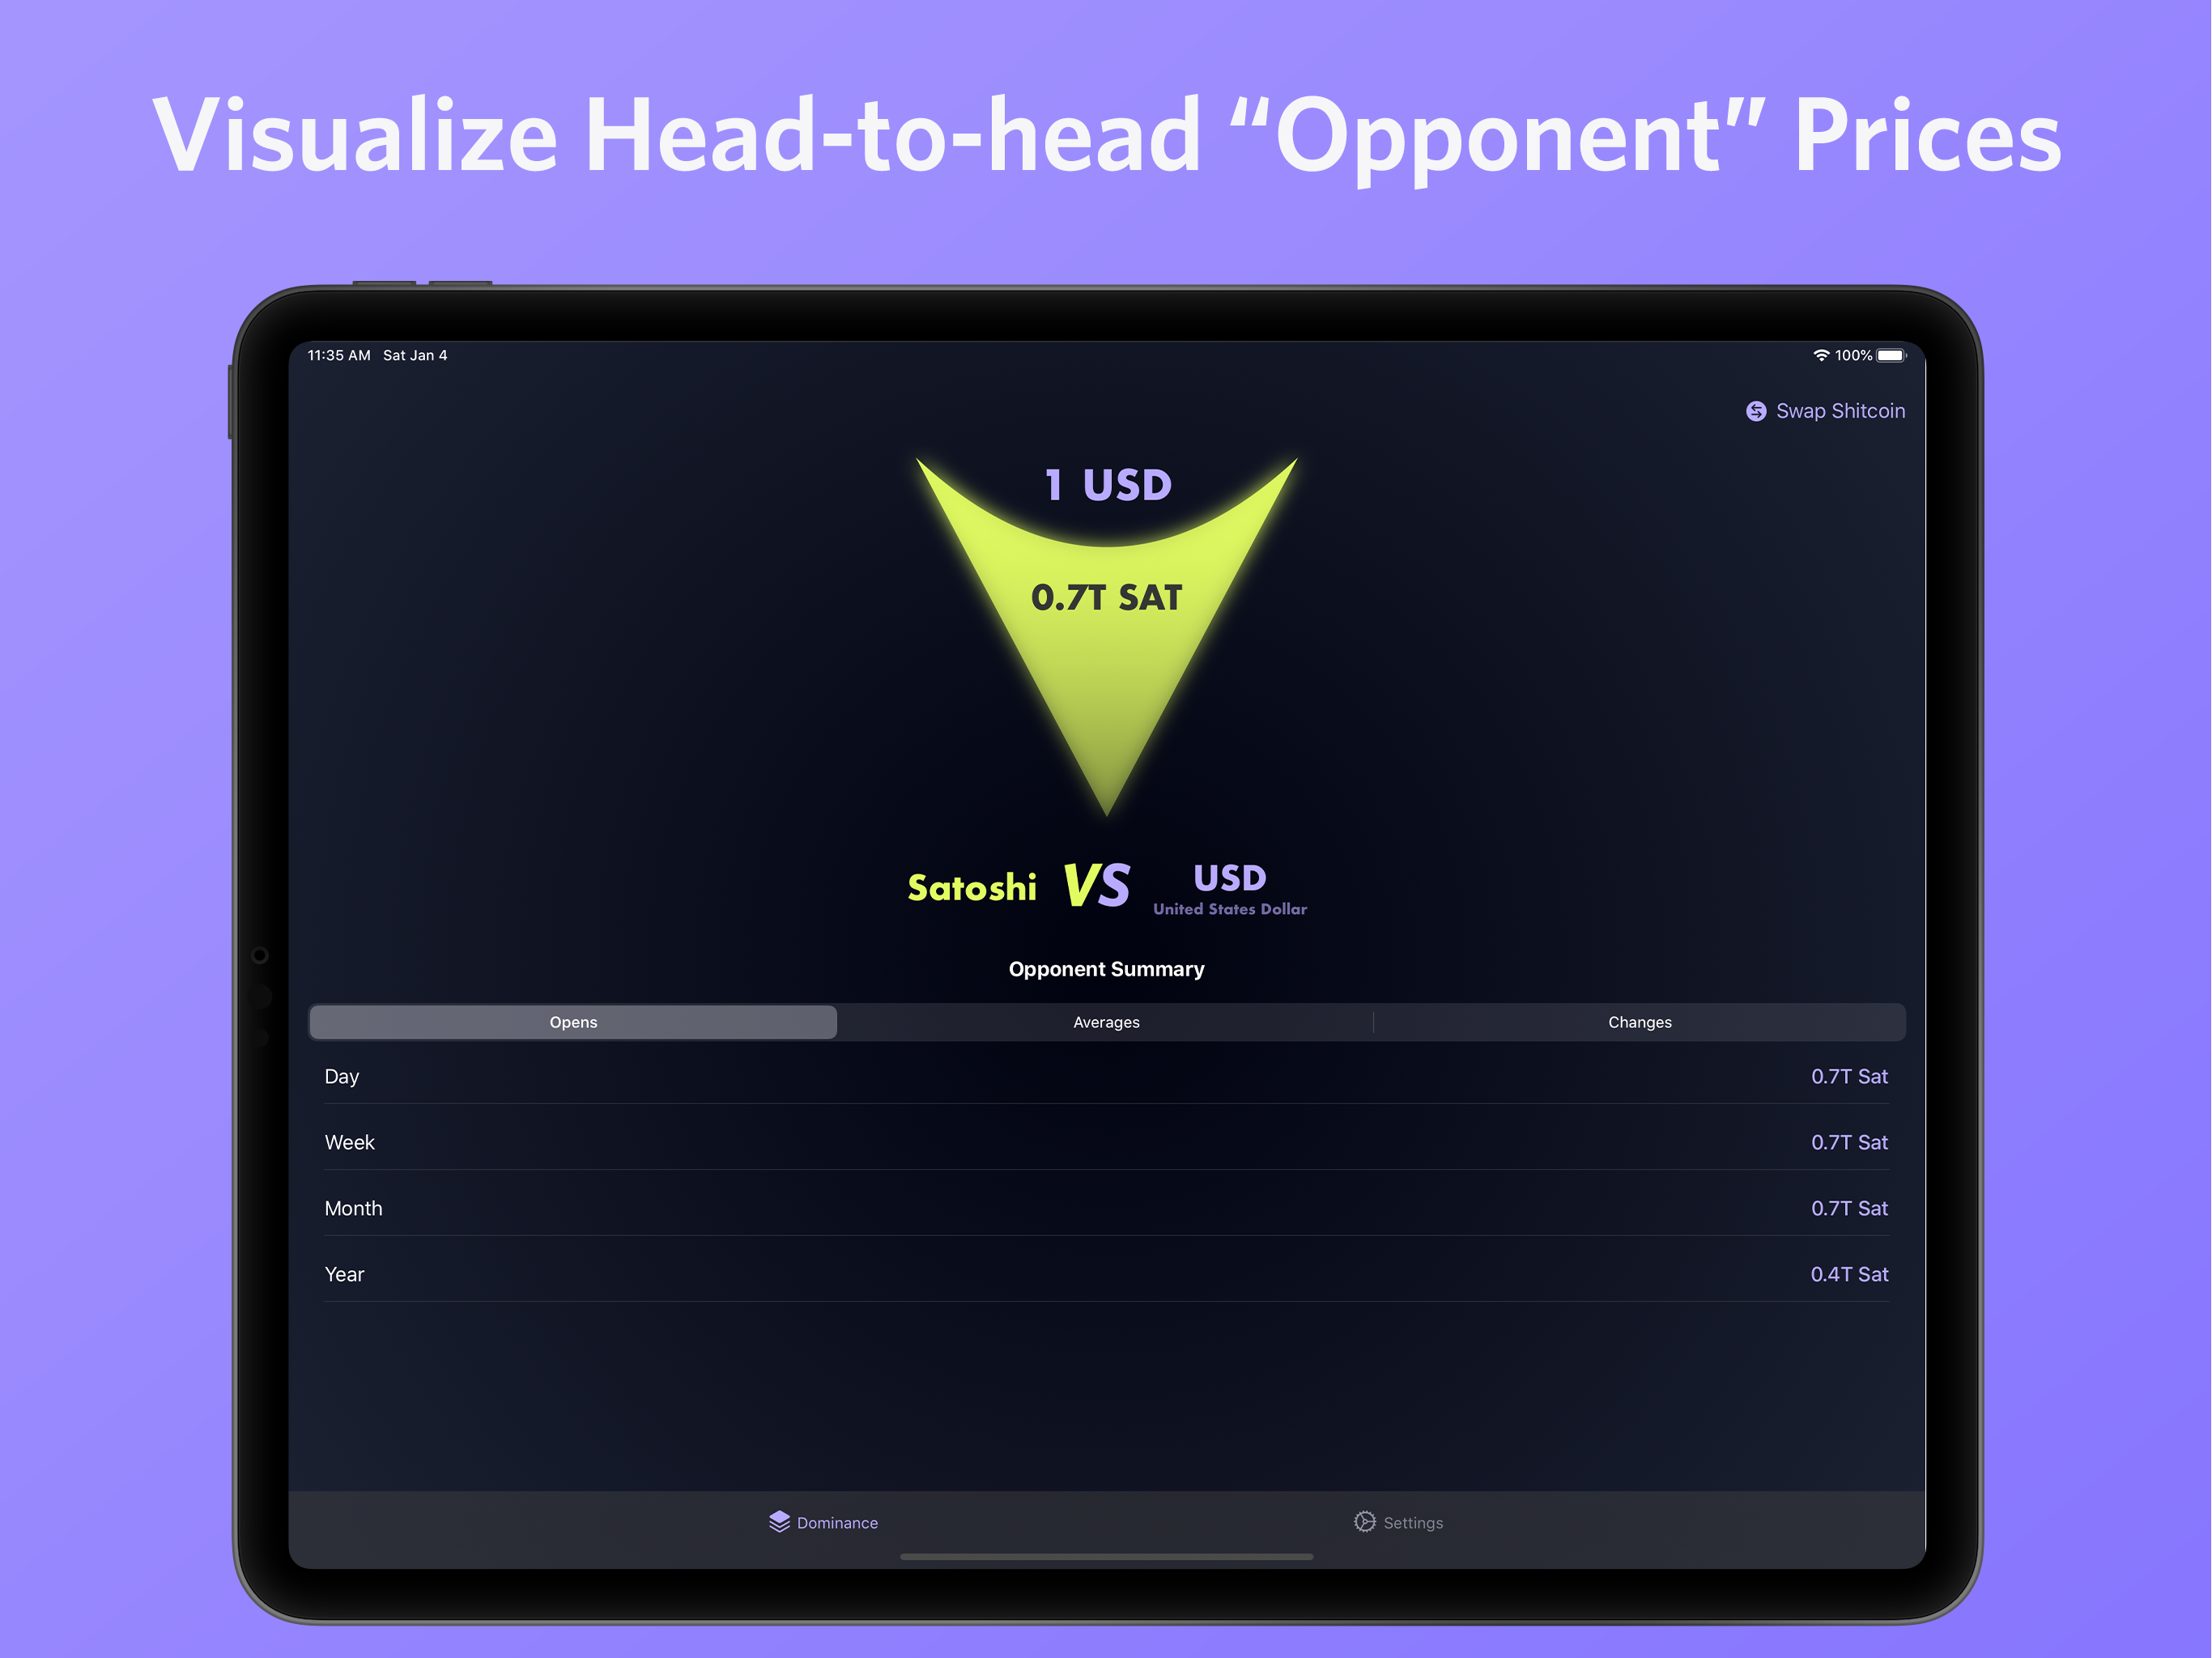 Visualize Head-to-head “Opponent” Prices
11:35 AM Sat Jan 4
100%
Swap Shitcoin
1 USD
0.7T SAT
Satoshi VS USD
United States Dollar
Opponent Summary
Opens Averages Changes
Day 0.7T Sat
Week 0.7T Sat
Month 0.7T Sat
Year 0.4T Sat
Dominance Settings